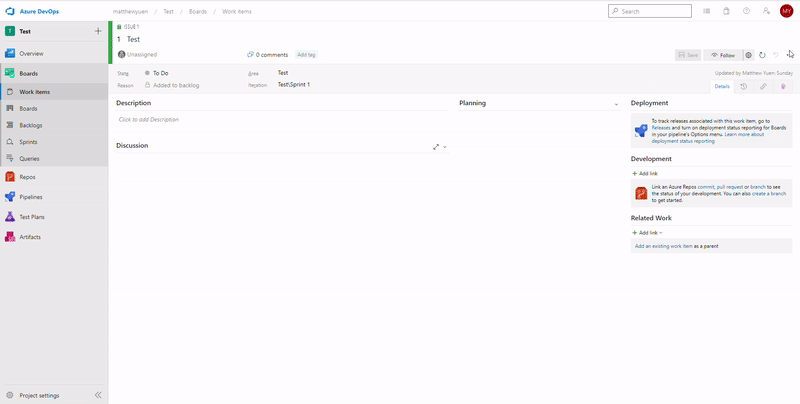 Azure DevOps
matthewyuen / Test / Boards / Work items
Search
MY
T Test
Overview
Boards
Work items
Boards
Backlogs
Sprints
Queries
Repos
Pipelines
Test Plans
Artifacts
Project settings
ISSUE 1
1 Test
Unassigned
0 comments
Add tag
Save
Follow
State To Do
Area Test
Reason Added to backlog
Iteration Test\Sprint 1
Updated by Matthew Yuen: Sunday
Details
Description
Click to add Description
Discussion
Planning
Deployment
To track releases associated with this work item, go to
Releases and turn on deployment status reporting for Boards
in your pipeline's Options menu. Learn more about
deployment status reporting
Development
+ Add link
Link an Azure Repos commit, pull request or branch to see
the status of your development. You can also create a branch
to get started.
Related Work
+ Add link
Add an existing work item as a parent